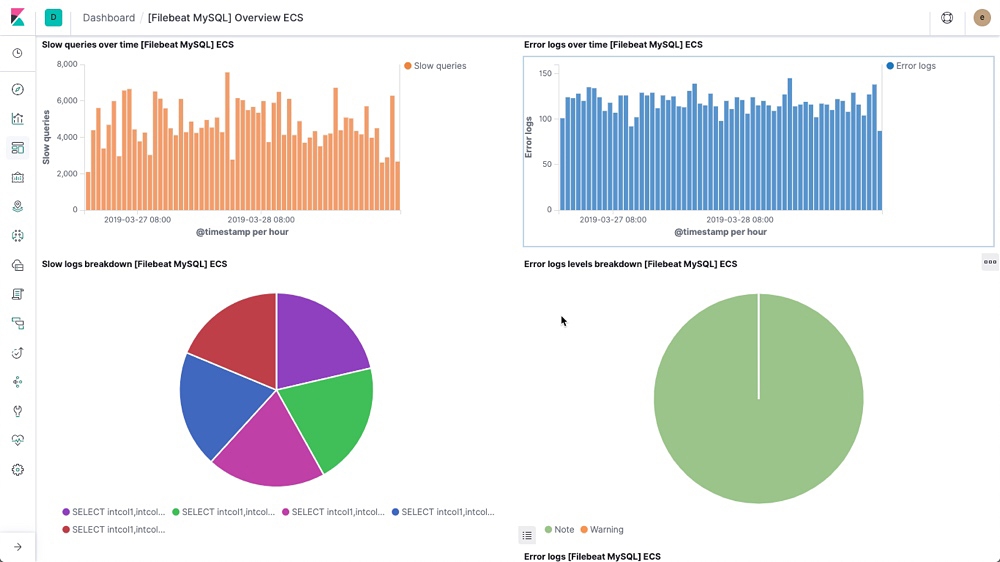 D Dashboard / [Filebeat MySQL] Overview ECS e
Slow queries over time [Filebeat MySQL] ECS
8,000
6,000
4,000
2,000
0
Slow queries
2019-03-27 08:00 2019-03-28 08:00
@timestamp per hour
Slow queries
Error logs over time [Filebeat MySQL] ECS
150
100
50
0
Error logs
2019-03-27 08:00 2019-03-28 08:00
@timestamp per hour
Error logs
Slow logs breakdown [Filebeat MySQL] ECS
SELECT intcol1,intcol... SELECT intcol1,intcol... SELECT intcol1,intcol... SELECT intcol1,intcol...
SELECT intcol1,intcol...
Error logs levels breakdown [Filebeat MySQL] ECS
Note Warning
Error logs [Filebeat MySQL] ECS